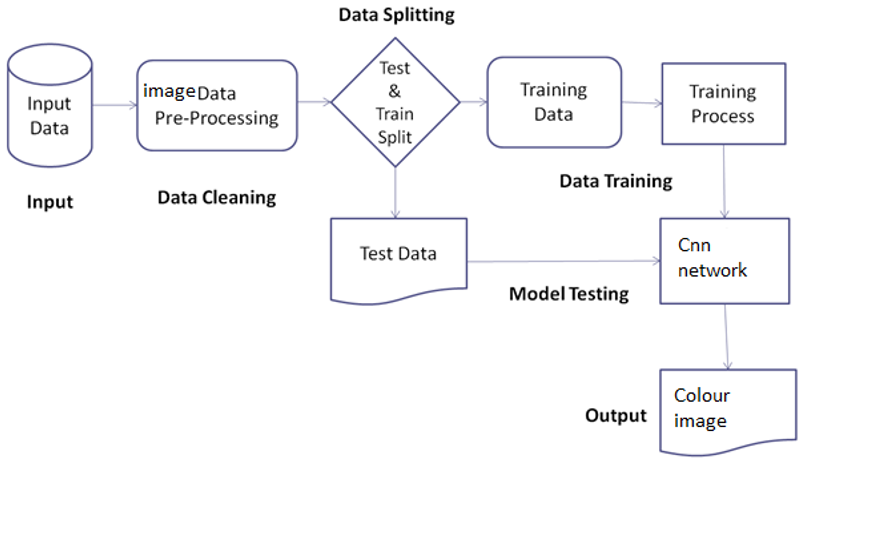 Data Splitting
Input
Data
image Data
Pre-Processing
Test
&
Train
Split
Training
Data
Training
Process
Input
Data Cleaning
Data Training
Test Data
Cnn
network
Model Testing
Output
Colour
image